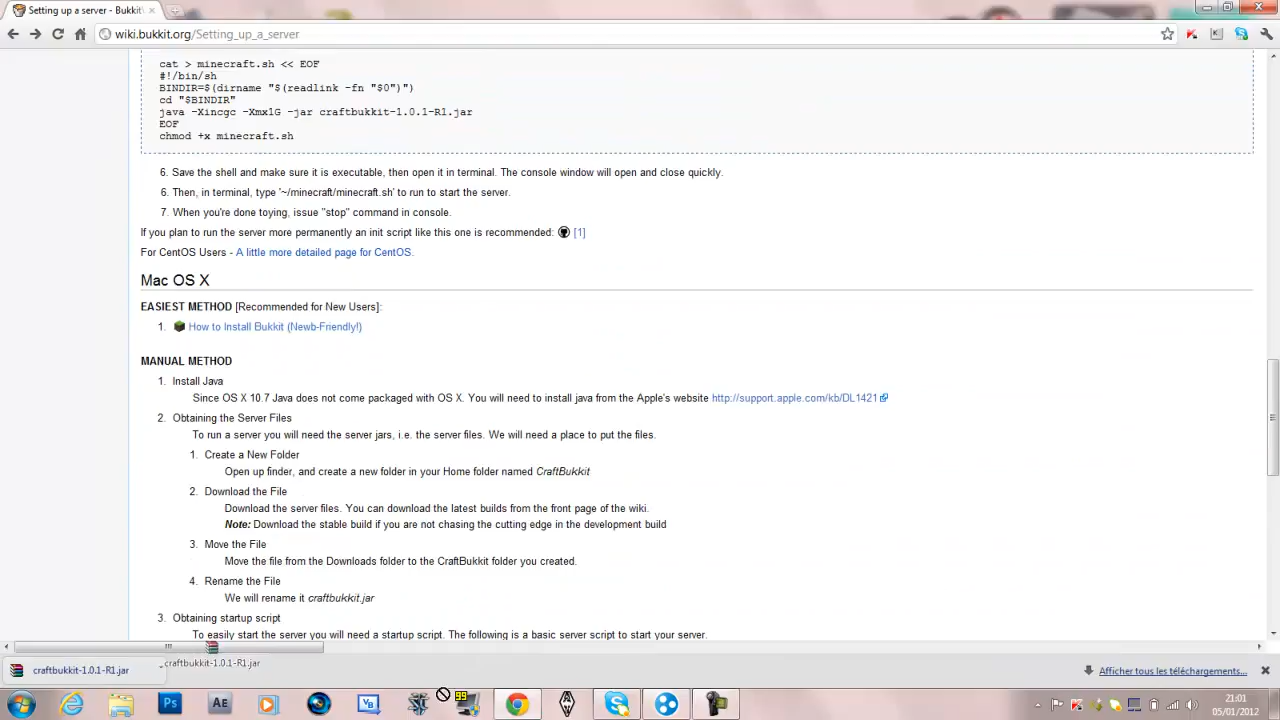 Setting up a server - Bukkit
wiki.bukkit.org/Setting_up_a_server
cat > minecraft.sh << EOF
#!/bin/sh
BINDIR=$(dirname "$(readlink -fn "$0")")
cd "$BINDIR"
java -Xincgc -Xmx1G -jar craftbukkit-1.0.1-R1.jar
EOF
chmod +x minecraft.sh
6. Save the shell and make sure it is executable, then open it in terminal. The console window will open and close quickly.
6. Then, in terminal, type '~/minecraft/minecraft.sh' to run to start the server.
7. When you're done toying, issue "stop" command in console.
If you plan to run the server more permanently an init script like this one is recommended: [1]
For CentOS Users - A little more detailed page for CentOS.
Mac OS X
EASIEST METHOD [Recommended for New Users]:
1. How to Install Bukkit (Newb-Friendly!)
MANUAL METHOD
1. Install Java
Since OS X 10.7 Java does not come packaged with OS X. You will need to install java from the Apple's website http://support.apple.com/kb/DL1421
2. Obtaining the Server Files
To run a server you will need the server jars, i.e. the server files. We will need a place to put the files.
1. Create a New Folder
Open up finder, and create a new folder in your Home folder named CraftBukkit
2. Download the File
Download the server files. You can download the latest builds from the front page of the wiki.
Note: Download the stable build if you are not chasing the cutting edge in the development build
3. Move the File
Move the file from the Downloads folder to the CraftBukkit folder you created.
4. Rename the File
We will rename it craftbukkit.jar
3. Obtaining startup script
To easily start the server you will need a startup script. The following is a basic server script to start your server.
craftbukkit-1.0.1-R1.jar
craftbukkit-1.0.1-R1.jar
Afficher tous les téléchargements...
Ps
AE
VB
99
21:01
05/01/2012